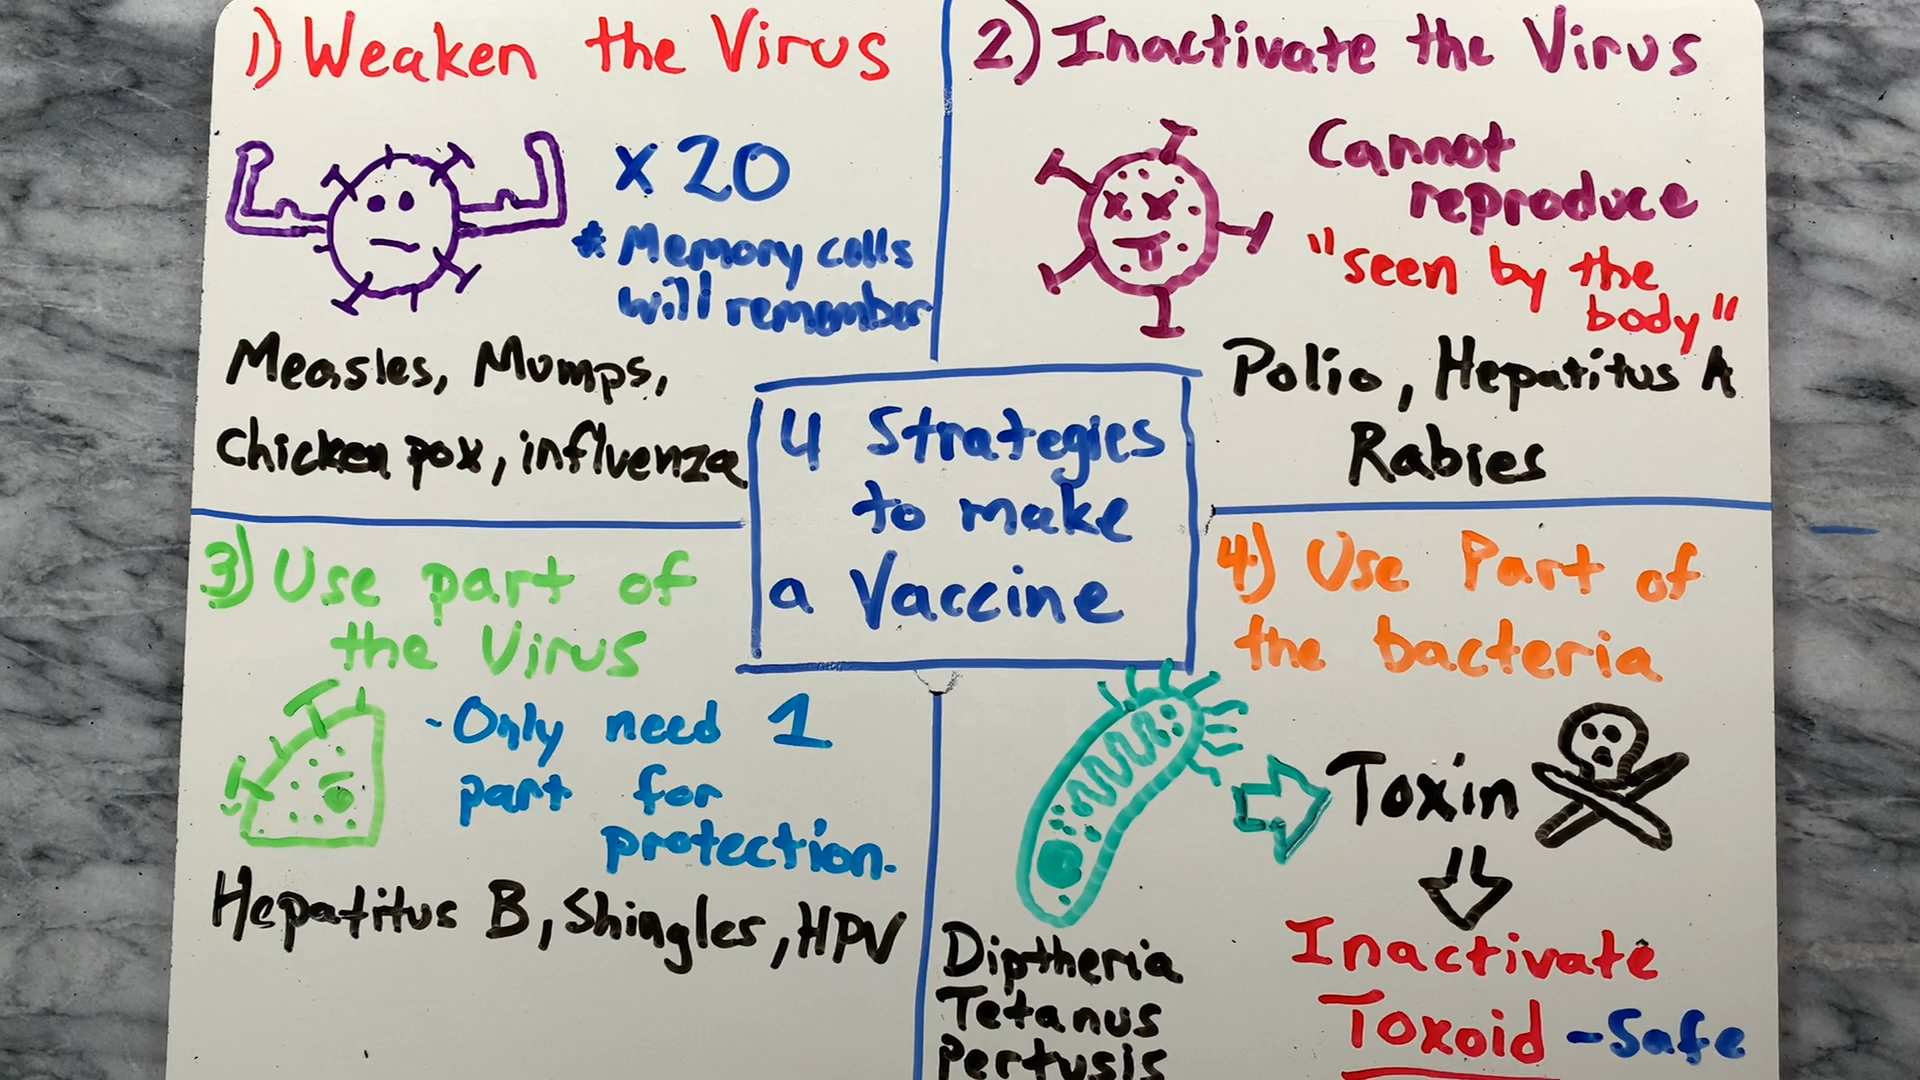 1) Weaken the Virus
x 20
* Memory cells
will remember
Measles, Mumps,
Chicken pox, influenza
2) Inactivate the Virus
Cannot
reproduce
"seen by the
body"
Polio, Hepatitus A
Rabies
4 Strategies
to make
a Vaccine
3) Use part of
the Virus
- Only need 1
part for
protection.
Hepatitus B, Shingles, HPV
4) Use Part of
the bacteria
Toxin
Inactivate
Toxoid - Safe
Diptheria
Tetanus
Pertusis